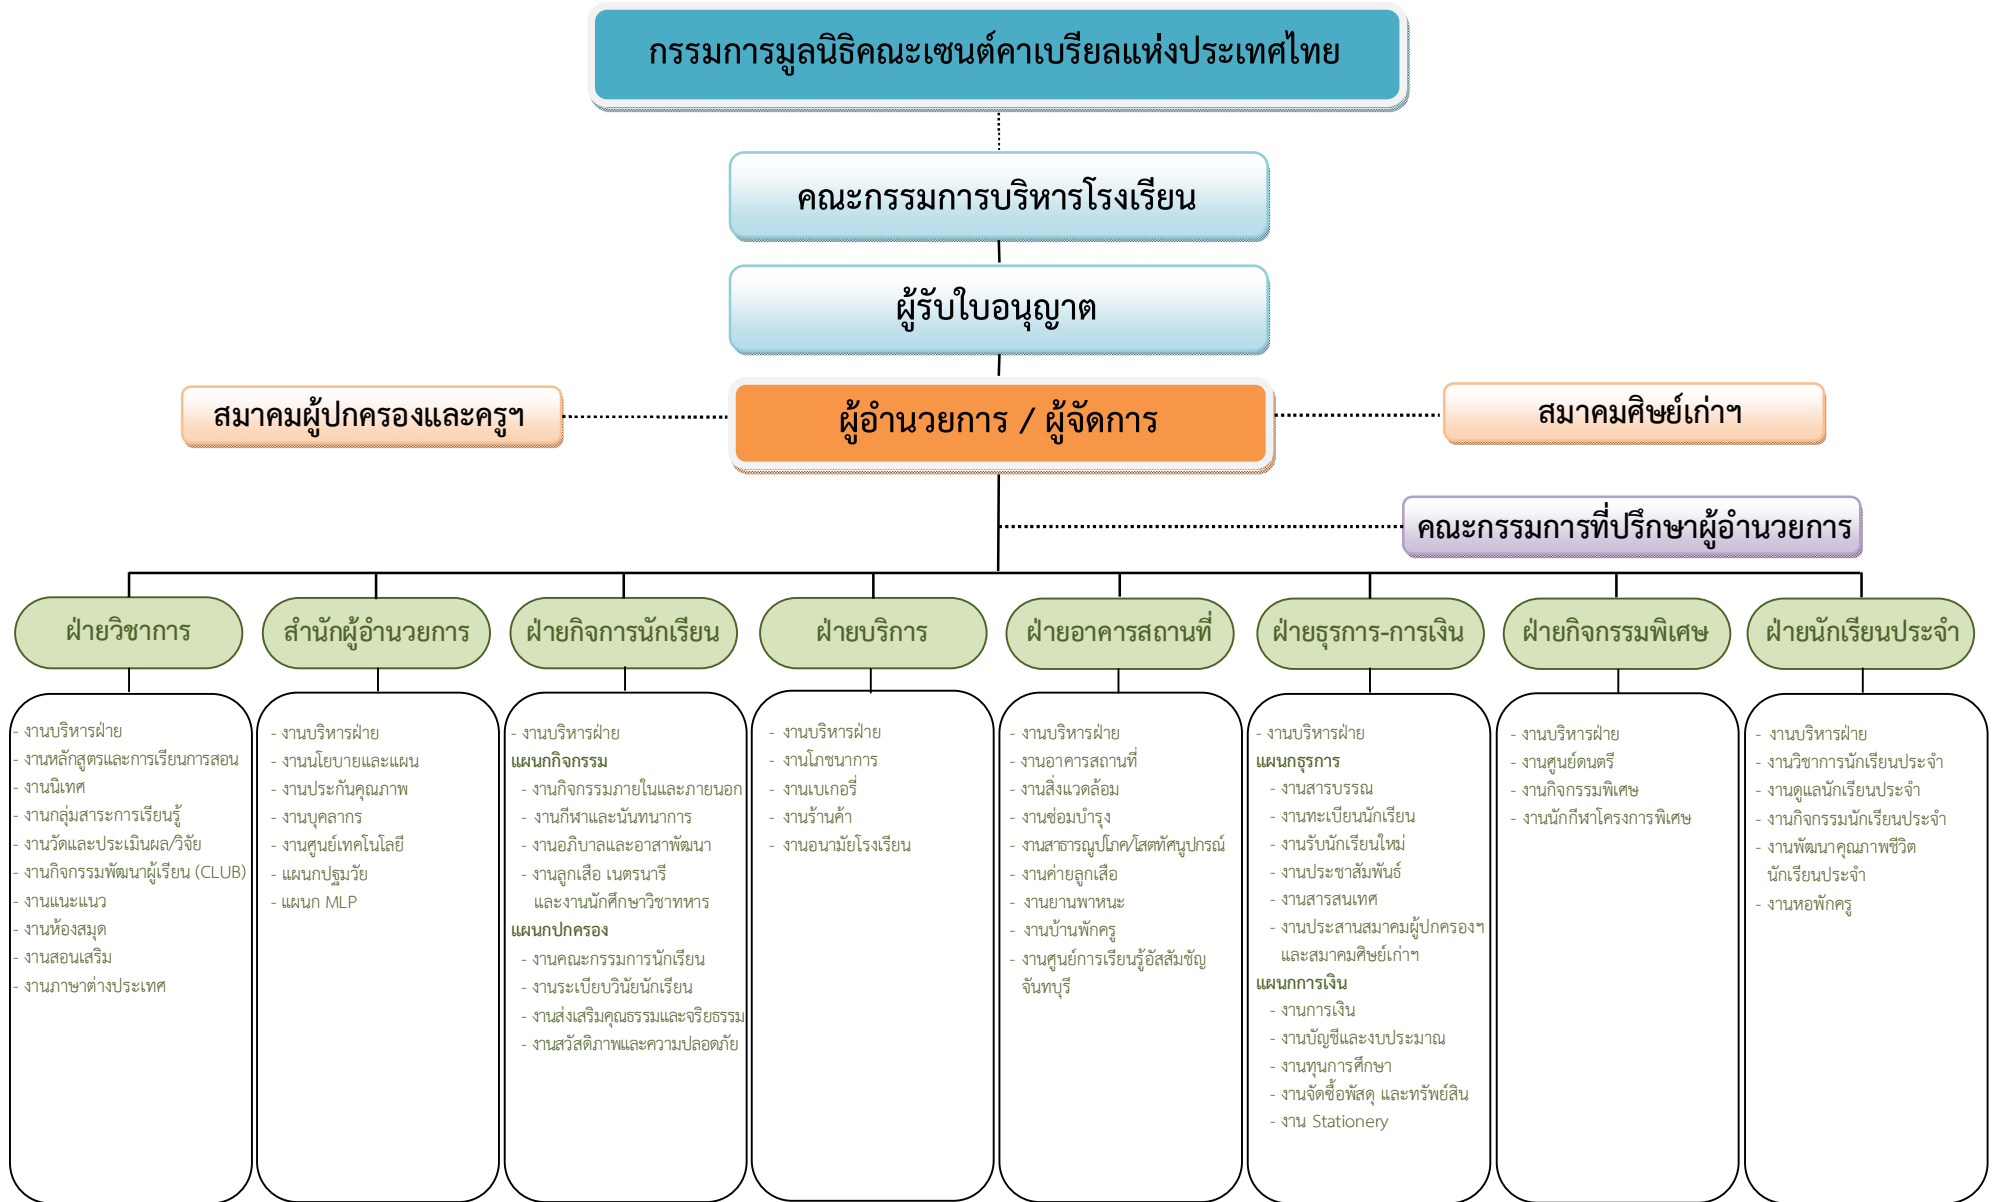 กรรมการมูลนิธิคณะเซนต์คาเบรียลแห่งประเทศไทย
คณะกรรมการบริหารโรงเรียน
ผู้รับใบอนุญาต
สมาคมผู้ปกครองและครูฯ
ผู้อำนวยการ / ผู้จัดการ
สมาคมศิษย์เก่าฯ
คณะกรรมการที่ปรึกษาผู้อำนวยการ
ฝ่ายวิชาการ
- งานบริหารฝ่าย
- งานหลักสูตรและการเรียนการสอน
- งานนิเทศ
- งานกลุ่มสาระการเรียนรู้
- งานวัดและประเมินผล/วิจัย
- งานกิจกรรมพัฒนาผู้เรียน (CLUB)
- งานแนะแนว
- งานห้องสมุด
- งานสอนเสริม
- งานภาษาต่างประเทศ
สำนักผู้อำนวยการ
- งานบริหารฝ่าย
- งานนโยบายและแผน
- งานประกันคุณภาพ
- งานบุคลากร
- งานศูนย์เทคโนโลยี
- แผนกปฐมวัย
- แผนก MLP
ฝ่ายกิจการนักเรียน
- งานบริหารฝ่าย
แผนกกิจกรรม
- งานกิจกรรมภายในและภายนอก
- งานกีฬาและนันทนาการ
- งานอภิบาลและอาสาพัฒนา
- งานลูกเสือ เนตรนารี
และงานนักศึกษาวิชาทหาร
แผนกปกครอง
- งานคณะกรรมการนักเรียน
- งานระเบียบวินัยนักเรียน
- งานส่งเสริมคุณธรรมและจริยธรรม
- งานสวัสดิภาพและความปลอดภัย
ฝ่ายบริการ
- งานบริหารฝ่าย
- งานโภชนาการ
- งานเบเกอรี่
- งานร้านค้า
- งานอนามัยโรงเรียน
ฝ่ายอาคารสถานที่
- งานบริหารฝ่าย
- งานอาคารสถานที่
- งานสิ่งแวดล้อม
- งานซ่อมบำรุง
- งานสาธารณูปโภค/โสตทัศนูปกรณ์
- งานค่ายลูกเสือ
- งานยานพาหนะ
- งานบ้านพักครู
- งานศูนย์การเรียนรู้อัสสัมชัญ
จันทบุรี
ฝ่ายธุรการ-การเงิน
- งานบริหารฝ่าย
แผนกธุรการ
- งานสารบรรณ
- งานทะเบียนนักเรียน
- งานรับนักเรียนใหม่
- งานประชาสัมพันธ์
- งานสารสนเทศ
- งานประสานสมาคมผู้ปกครองฯ
และสมาคมศิษย์เก่าฯ
แผนกการเงิน
- งานการเงิน
- งานบัญชีและงบประมาณ
- งานทุนการศึกษา
- งานจัดซื้อพัสดุ และทรัพย์สิน
- งาน Stationery
ฝ่ายกิจกรรมพิเศษ
- งานบริหารฝ่าย
- งานศูนย์ดนตรี
- งานกิจกรรมพิเศษ
- งานนักกีฬาโครงการพิเศษ
ฝ่ายนักเรียนประจำ
- งานบริหารฝ่าย
- งานวิชาการนักเรียนประจำ
- งานดูแลนักเรียนประจำ
- งานกิจกรรมนักเรียนประจำ
- งานพัฒนาคุณภาพชีวิต
นักเรียนประจำ
- งานหอพักครู